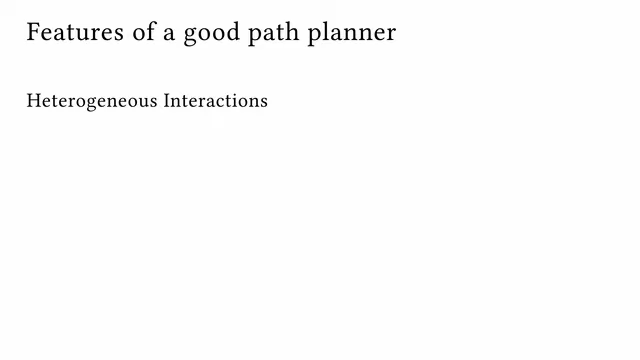 Features of a good path planner
Heterogeneous Interactions